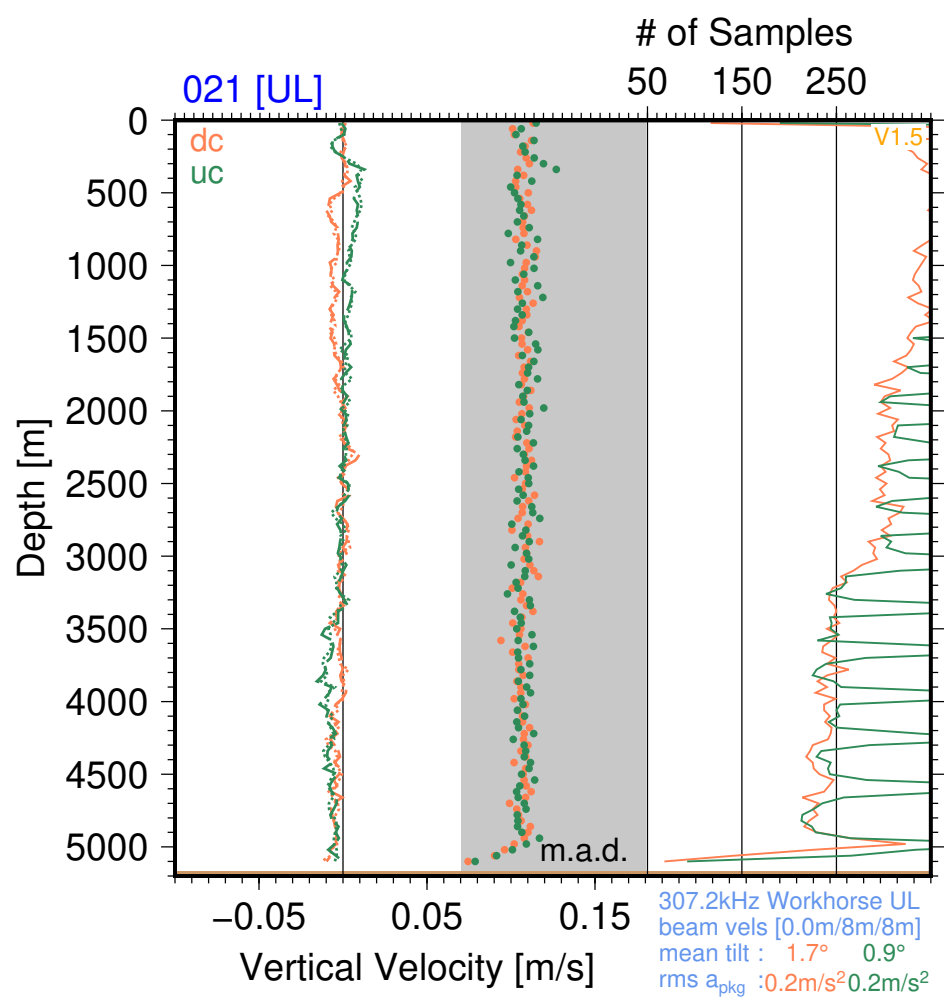 # of Samples
50 150 250
021 [UL]
dc
uc
V1.5
0
500
1000
1500
2000
2500
3000
3500
4000
4500
5000
Depth [m]
m.a.d.
−0.05 0.05 0.15
Vertical Velocity [m/s]
307.2kHz Workhorse UL
beam vels [0.0m/8m/8m]
mean tilt : 1.7° 0.9°
rms a_pkg :0.2m/s² 0.2m/s²